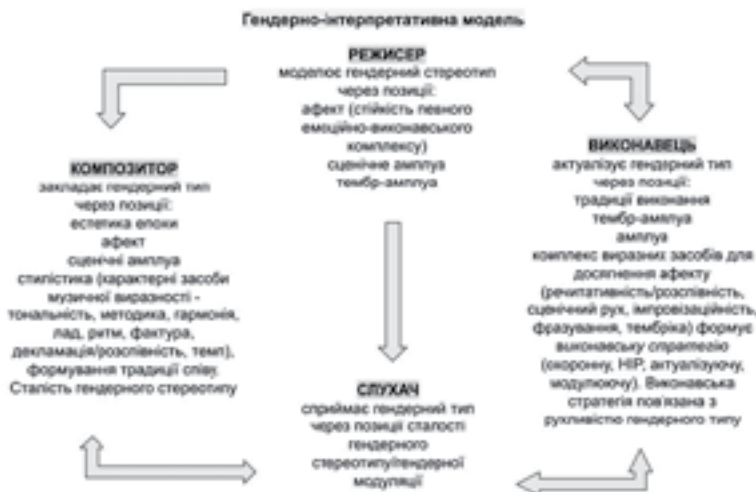 Гендерно-інтерпретативна модель
РЕЖИСЕР
моделює гендерний стереотип
через позиції:
афект (стійкість певного
емоційно-виконавського
комплексу)
сценічне амплуа
тембр-амплуа
КОМПОЗИТОР
закладає гендерний тип
через позиції:
естетика епохи
афект
сценічні амплуа
стилістика (характерні засоби
музичної виразності -
тональність, методика, гармонія,
лад, ритм, фактура,
декламація/розспівність, темп),
формування традиції співу.
Сталість гендерного стереотипу
ВИКОНАВЕЦЬ
актуалізує гендерний тип
через позиції:
традиції виконання
тембр-амплуа
амплуа
комплекс виразних засобів для
досягнення афекту
(речитативність/розспівність,
сценічний рух, імпровізаційність,
фразування, тембріка) формує
виконавську стратегію
(охоронну, НІР, актуалізуючу,
модулюючу). Виконавська
стратегія пов'язана з
рухливістю гендерного типу
СЛУХАЧ
сприймає гендерний тип
через позиції сталості
гендерного
стереотипу/гендерної
модуляції